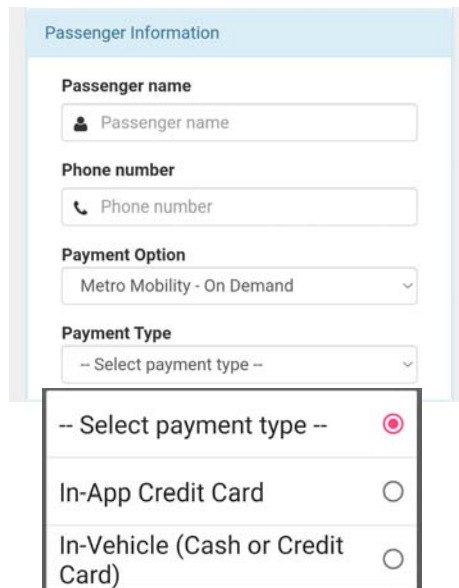 Passenger Information
Passenger name
Passenger name
Phone number
Phone number
Payment Option
Metro Mobility - On Demand
Payment Type
-- Select payment type --
-- Select payment type --
In-App Credit Card
In-Vehicle (Cash or Credit
Card)